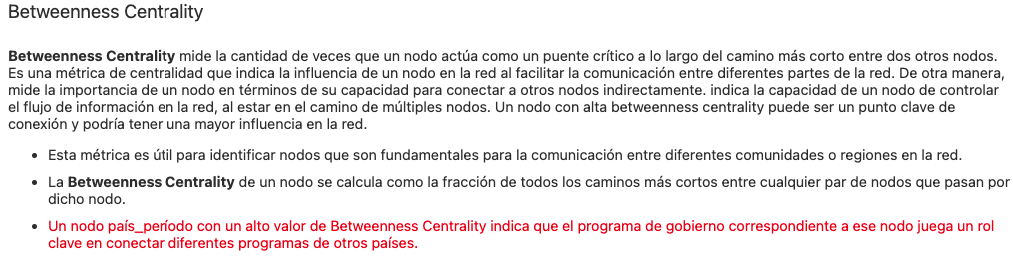 Betweenness Centrality
Betweenness Centrality mide la cantidad de veces que un nodo actúa como un puente crítico a lo largo del camino más corto entre dos otros nodos.
Es una métrica de centralidad que indica la influencia de un nodo en la red al facilitar la comunicación entre diferentes partes de la red. De otra manera,
mide la importancia de un nodo en términos de su capacidad para conectar a otros nodos indirectamente. indica la capacidad de un nodo de controlar
el flujo de información en la red, al estar en el camino de múltiples nodos. Un nodo con alta betweenness centrality puede ser un punto clave de
conexión y podría tener una mayor influencia en la red.
• Esta métrica es útil para identificar nodos que son fundamentales para la comunicación entre diferentes comunidades o regiones en la red.
• La Betweenness Centrality de un nodo se calcula como la fracción de todos los caminos más cortos entre cualquier par de nodos que pasan por
dicho nodo.
• Un nodo país_período con un alto valor de Betweenness Centrality indica que el programa de gobierno correspondiente a ese nodo juega un rol
clave en conectar diferentes programas de otros países.